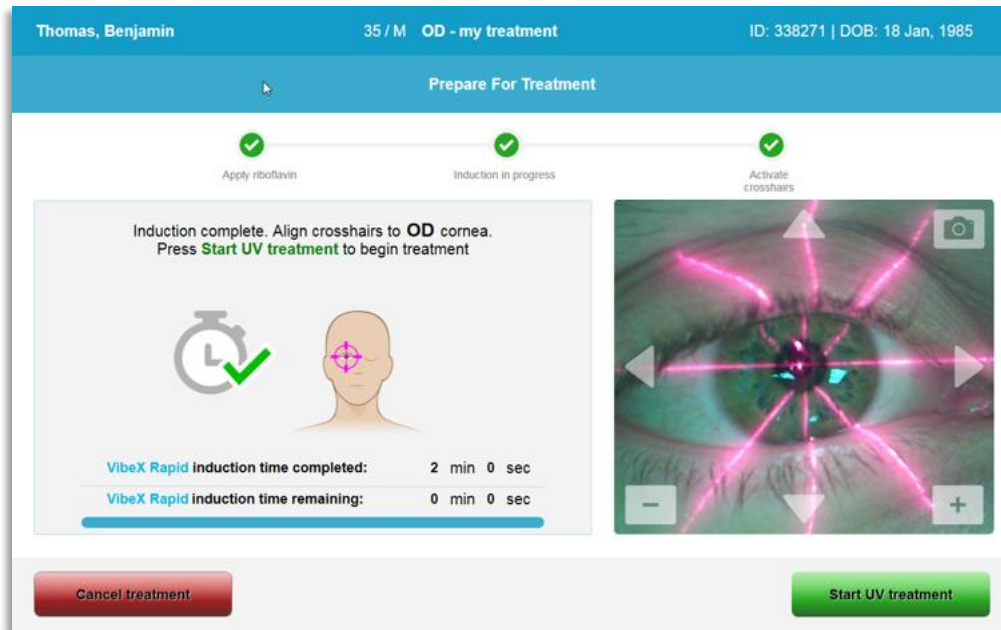 Thomas, Benjamin 35 / M OD - my treatment ID: 338271 | DOB: 18 Jan, 1985
Prepare For Treatment
Apply riboflavin Induction in progress Activate crosshairs
Induction complete. Align crosshairs to OD cornea.
Press Start UV treatment to begin treatment
VibeX Rapid induction time completed: 2 min 0 sec
VibeX Rapid induction time remaining: 0 min 0 sec
− +
Cancel treatment Start UV treatment